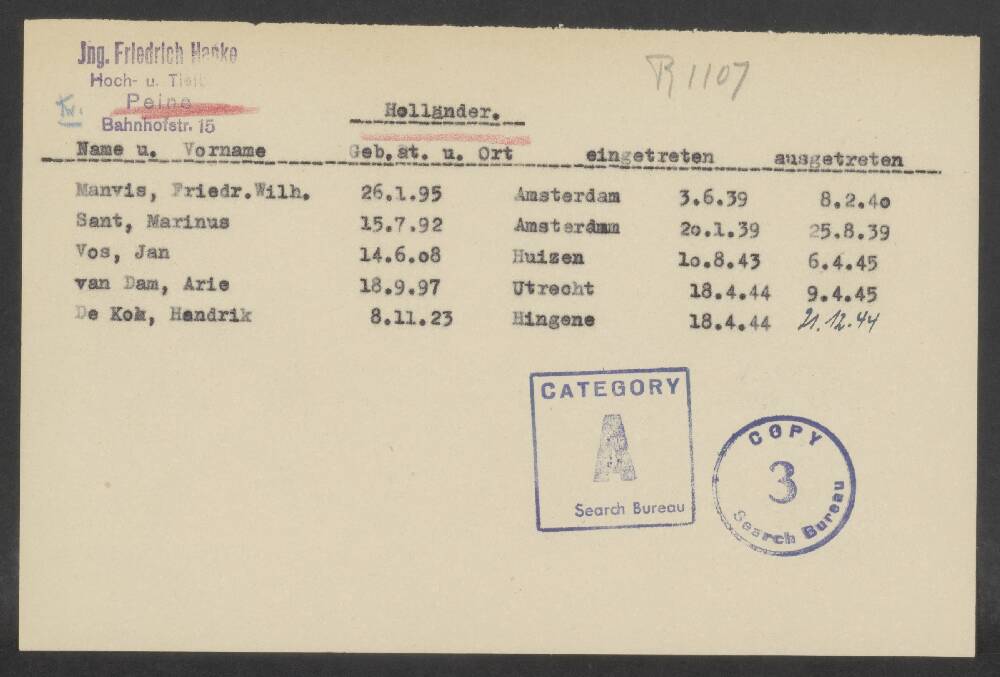 Jng. Friedrich Hanke
Hoch- u. Tief
Peine
Bahnhofstr. 15
R 1107
Tw.
Holländer.
Name u. Vorname Geb.at. u. Ort eingetreten ausgetreten
Manvis, Friedr.Wilh. 26.1.95 Amsterdam 3.6.39 8.2.40
Sant, Marinus 15.7.92 Amsterdam 20.1.39 25.8.39
Vos, Jan 14.6.08 Huizen 10.8.43 6.4.45
van Dam, Arie 18.9.97 Utrecht 18.4.44 9.4.45
De Kok, Handrik 8.11.23 Hingene 18.4.44 21.12.44
CATEGORY
A
Search Bureau
COPY
3
Search Bureau